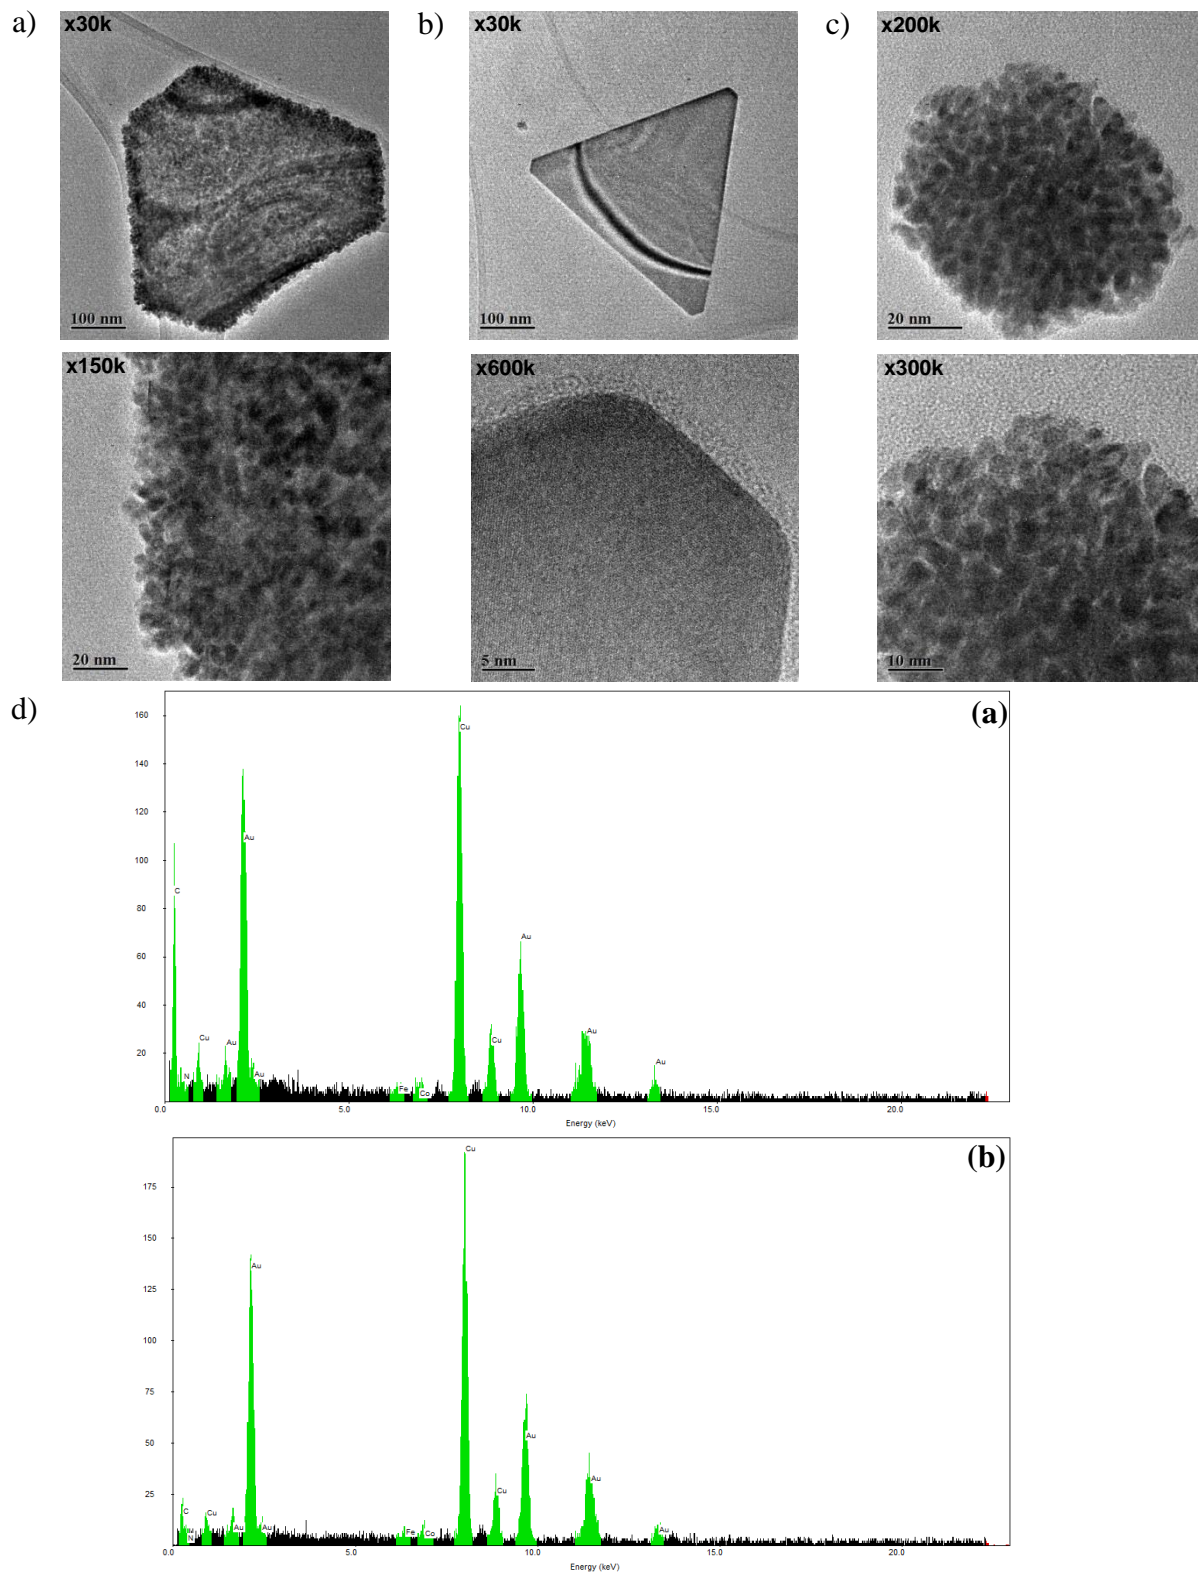 a)
x30k
b)
x30k
c)
x200k
100 nm
100 nm
20 nm
x150k
x600k
x300k
20 nm
5 nm
10 nm
d)
(a)
160
140
120
100
80
60
40
20
C
N
Cu
Au
Au
Au
Fe
Co
Cu
Cu
Au
Au
Au
0.0 5.0 10.0 15.0 20.0
Energy (keV)
(b)
175
150
125
100
75
50
25
C
N
Cu
Au
Au
Au
Fe
Co
Cu
Cu
Au
Au
Au
0.0 5.0 10.0 15.0 20.0
Energy (keV)